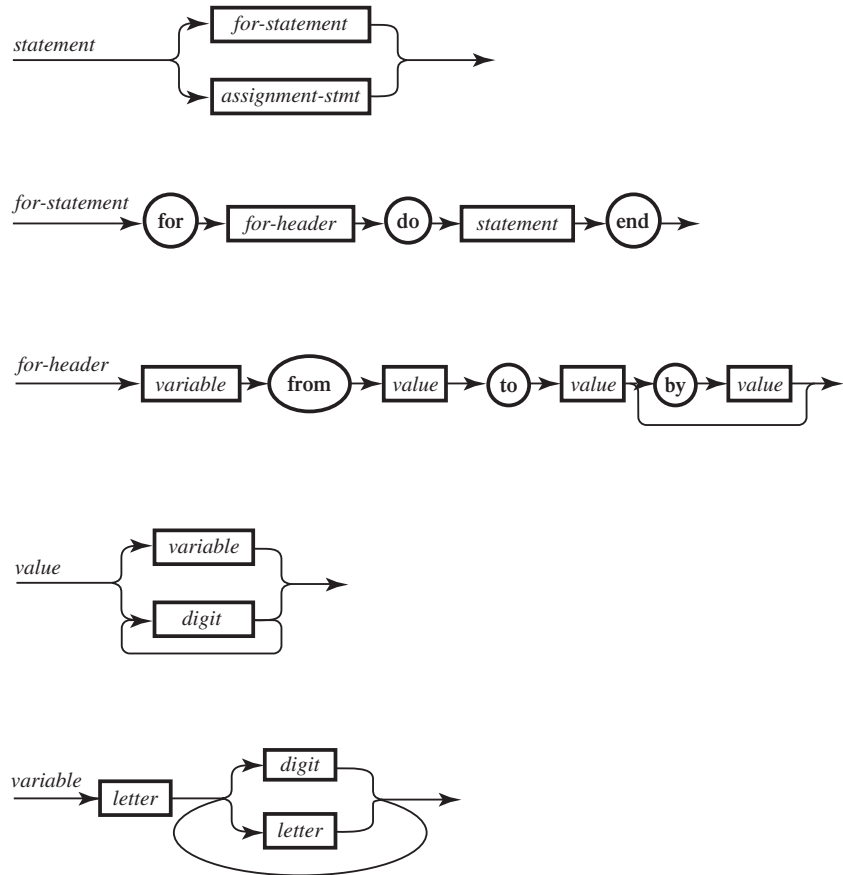 for-statement
statement
assignment-stmt
for-statement
for for-header do statement end
for-header
variable from value to value by value
variable
value
digit
digit
variable
letter
letter